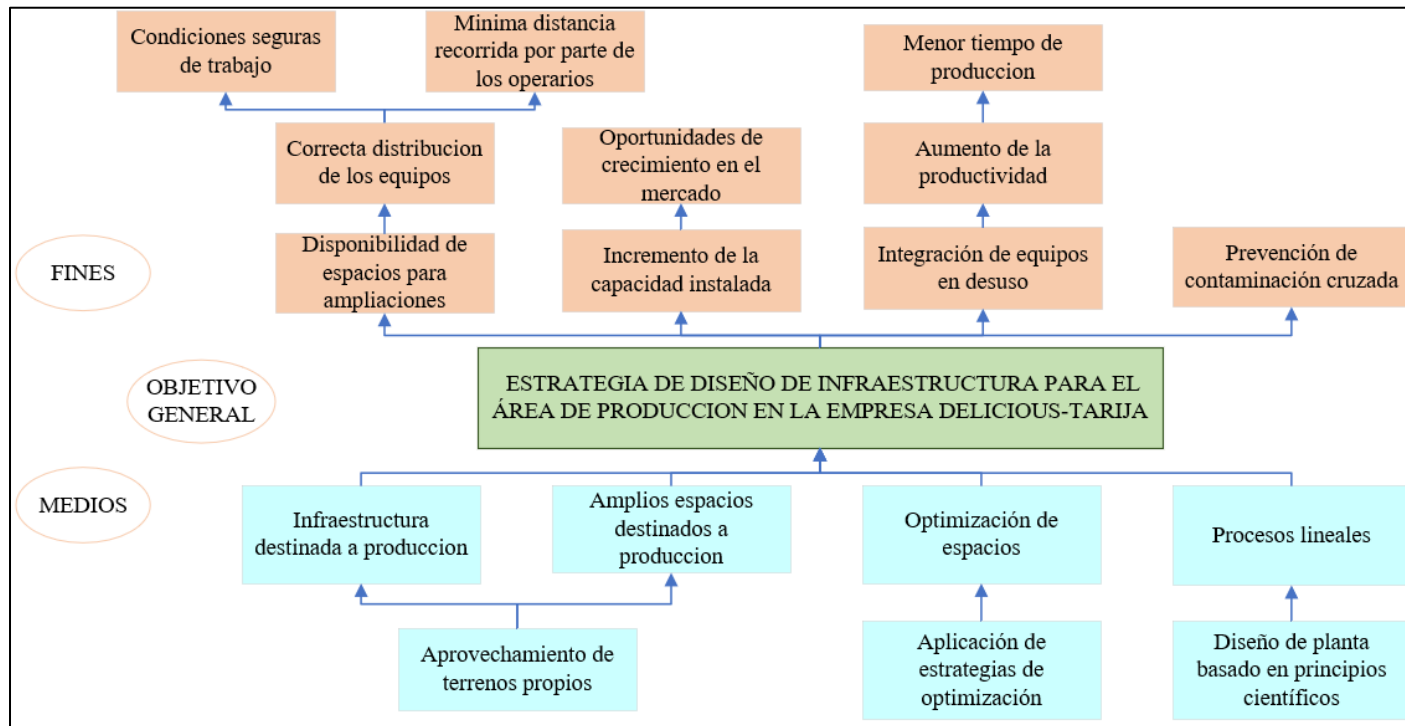 Condiciones seguras
de trabajo
Minima distancia
recorrida por parte de
los operarios
Menor tiempo de
produccion
Correcta distribucion
de los equipos
Oportunidades de
crecimiento en el
mercado
Aumento de la
productividad
FINES
Disponibilidad de
espacios para
ampliaciones
Incremento de la
capacidad instalada
Integración de equipos
en desuso
Prevención de
contaminación cruzada
OBJETIVO
GENERAL
ESTRATEGIA DE DISEÑO DE INFRAESTRUCTURA PARA EL
ÁREA DE PRODUCCION EN LA EMPRESA DELICIOUS-TARIJA
MEDIOS
Infraestructura
destinada a produccion
Amplios espacios
destinados a
produccion
Optimización de
espacios
Procesos lineales
Aprovechamiento de
terrenos propios
Aplicación de
estrategias de
optimización
Diseño de planta
basado en principios
científicos